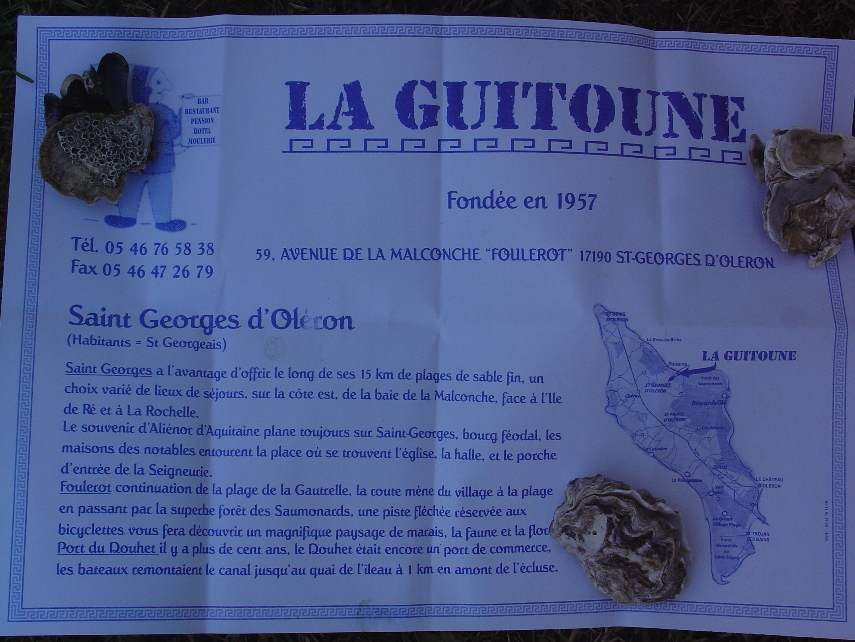 BAR
RESTAURANT
PENSION
HOTEL
MOULERIE
LA GUITOUNE
Fondée en 1957
Tél. 05 46 76 58 38
Fax 05 46 47 26 79
59, AVENUE DE LA MALCONCHE "FOULEROT" 17190 ST-GEORGES D'OLERON
Saint Georges d'Oléron
(Habitants = St Georgeais)
Saint Georges a l'avantage d'offrir le long de ses 15 km de plages de sable fin, un
choix varié de lieux de séjours, sur la côte est, de la baie de la Malconche, face à l'Ile
de Ré et à La Rochelle.
Le souvenir d'Aliénor d'Aquitaine plane toujours sur Saint-Georges, bourg féodal, les
maisons des notables entourent la place où se trouvent l'église, la halle, et le porche
d'entrée de la Seigneurie.
Foulerot continuation de la plage de la Gautrelle, la route mène du village à la plage
en passant par la superbe forêt des Saumonards, une piste fléchée réservée aux
bicyclettes vous fera découvrir un magnifique paysage de marais, la faune et la flor
Port du Douhet il y a plus de cent ans, le Douhet était encore un port de commerce,
les bateaux remontaient le canal jusqu'au quai de l'ileau à 1 km en amont de l'écluse.
LA GUITOUNE
ST GEORGES
D'OLERON
Boyardville
LE CHÂTEAU
D'OLERON